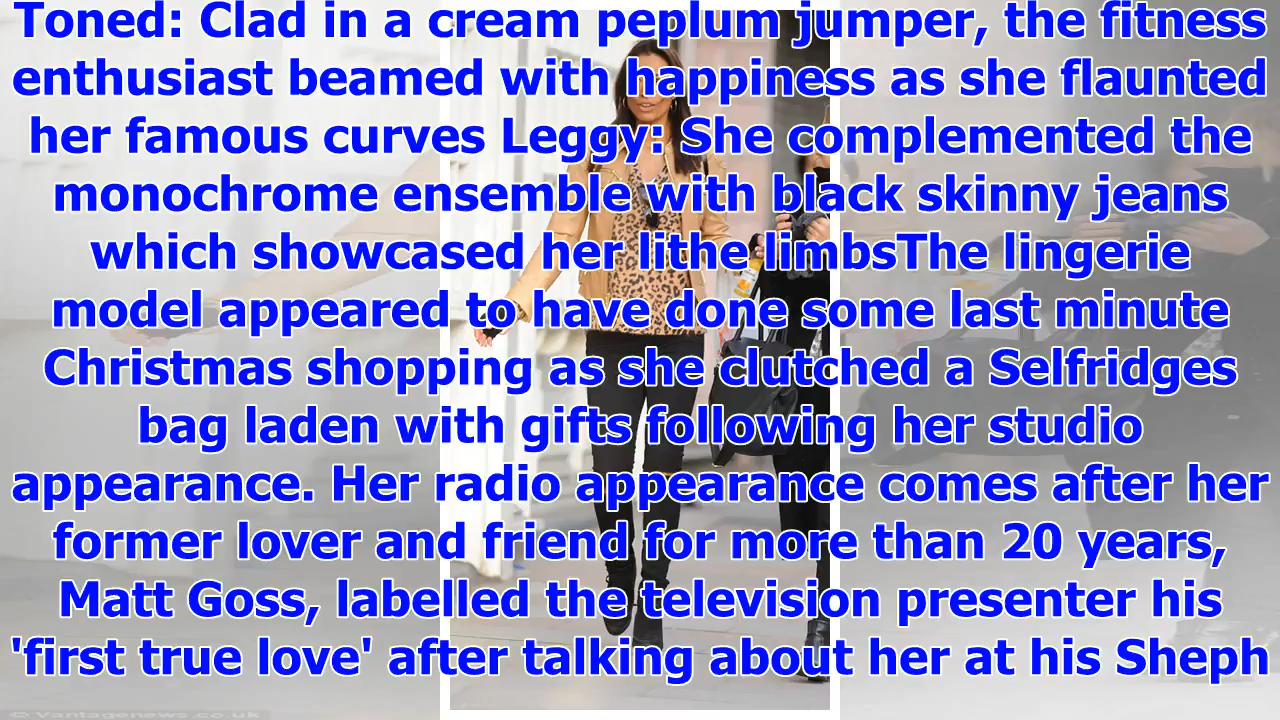 Toned: Clad in a cream peplum jumper, the fitness
enthusiast beamed with happiness as she flaunted
her famous curves Leggy: She complemented the
monochrome ensemble with black skinny jeans
which showcased her lithe limbsThe lingerie
model appeared to have done some last minute
Christmas shopping as she clutched a Selfridges
bag laden with gifts following her studio
appearance. Her radio appearance comes after her
former lover and friend for more than 20 years,
Matt Goss, labelled the television presenter his
'first true love' after talking about her at his Sheph
© Vantagenews.co.uk